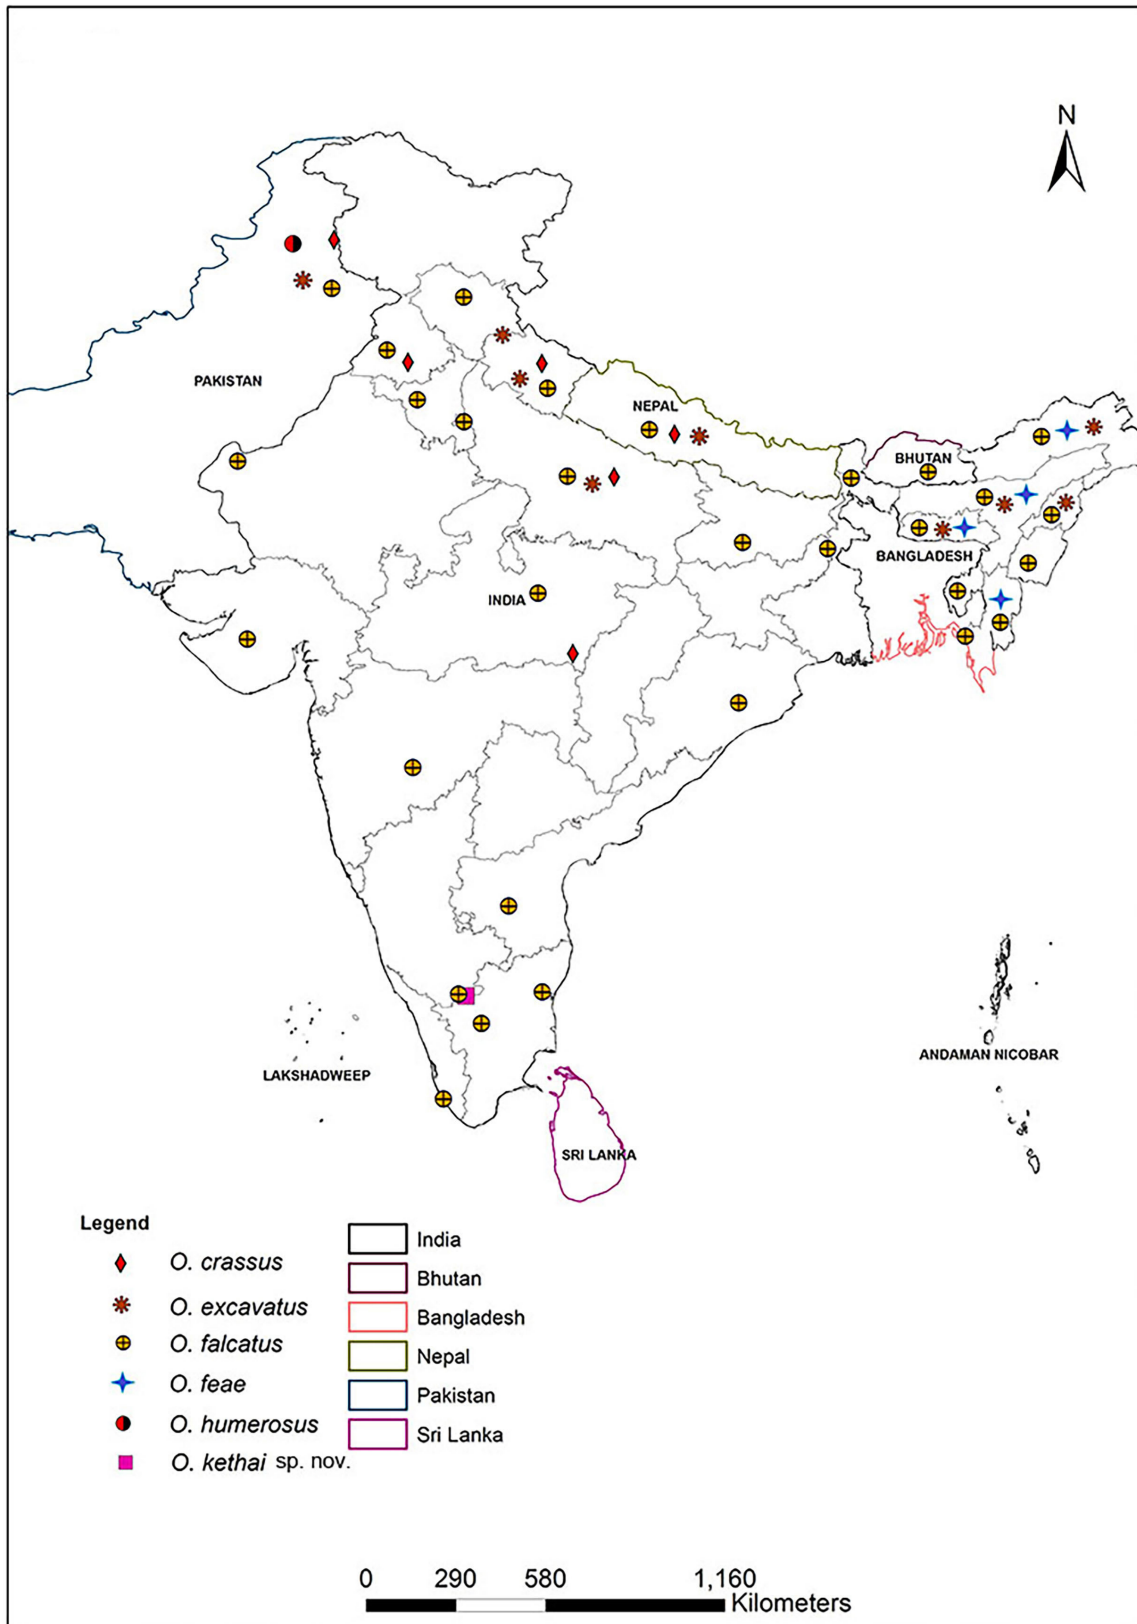 N
PAKISTAN
NEPAL
BHUTAN
BANGLADESH
INDIA
LAKSHADWEEP
ANDAMAN NICOBAR
SRI LANKA
Legend
O. crassus
O. excavatus
O. falcatus
O. feae
O. humerosus
O. kethai sp. nov.
India
Bhutan
Bangladesh
Nepal
Pakistan
Sri Lanka
0 290 580 1,160
Kilometers